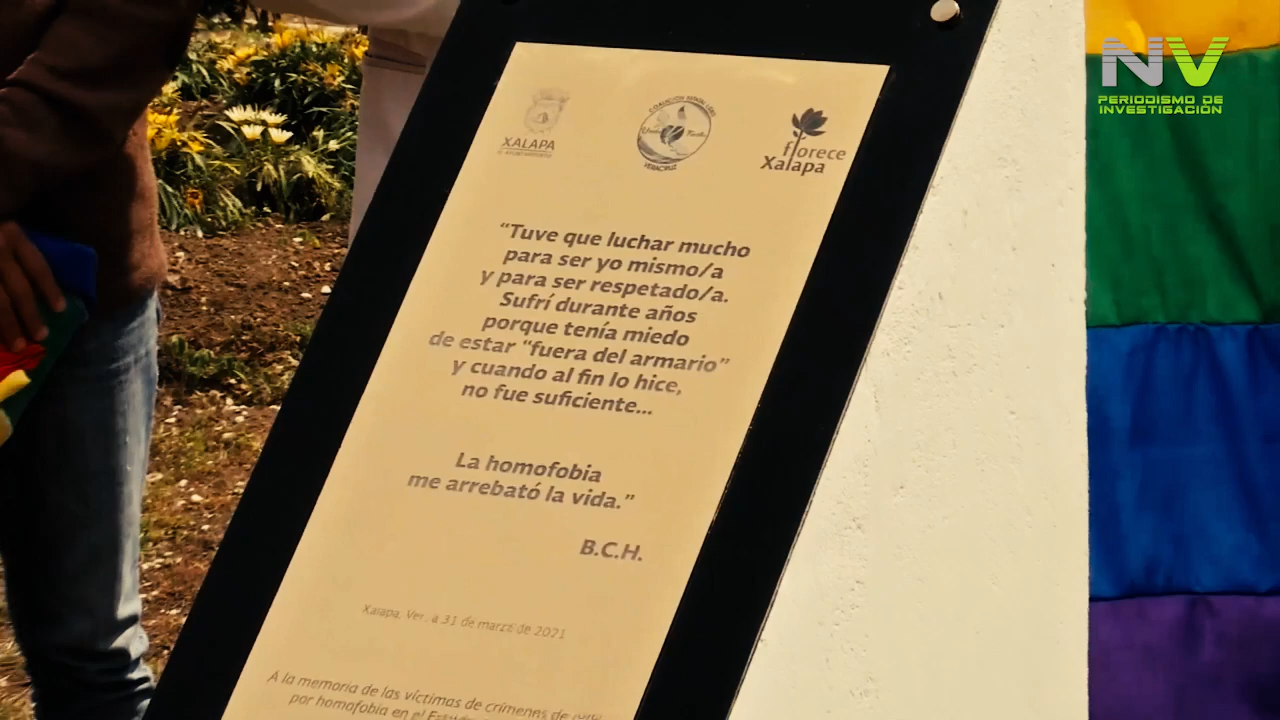 NV
PERIODISMO DE
INVESTIGACIÓN
XALAPA
COALICIÓN
VERACRUZ
florece
Xalapa
“Tuve que luchar mucho
para ser yo mismo/a
y para ser respetado/a.
Sufrí durante años
porque tenía miedo
de estar “fuera del armario”
y cuando al fin lo hice,
no fue suficiente...
La homofobia
me arrebató la vida.”
B.C.H.
Xalapa, Ver. a 31 de marzo de 2021
A la memoria de las víctimas de crímenes de
por homofobia en el